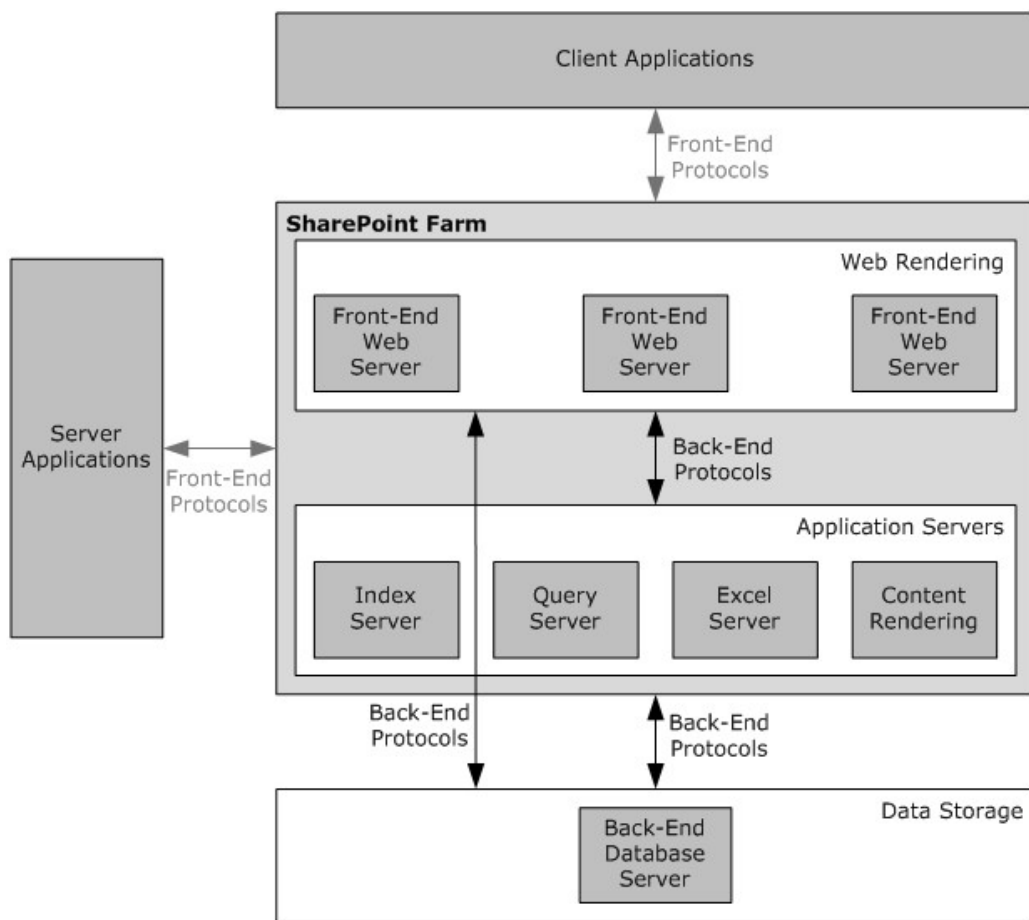 Client Applications
Front-End
Protocols
SharePoint Farm
Web Rendering
Front-End
Web
Server
Front-End
Web
Server
Front-End
Web
Server
Server
Applications
Front-End
Protocols
Back-End
Protocols
Application Servers
Index
Server
Query
Server
Excel
Server
Content
Rendering
Back-End
Protocols
Back-End
Protocols
Data Storage
Back-End
Database
Server